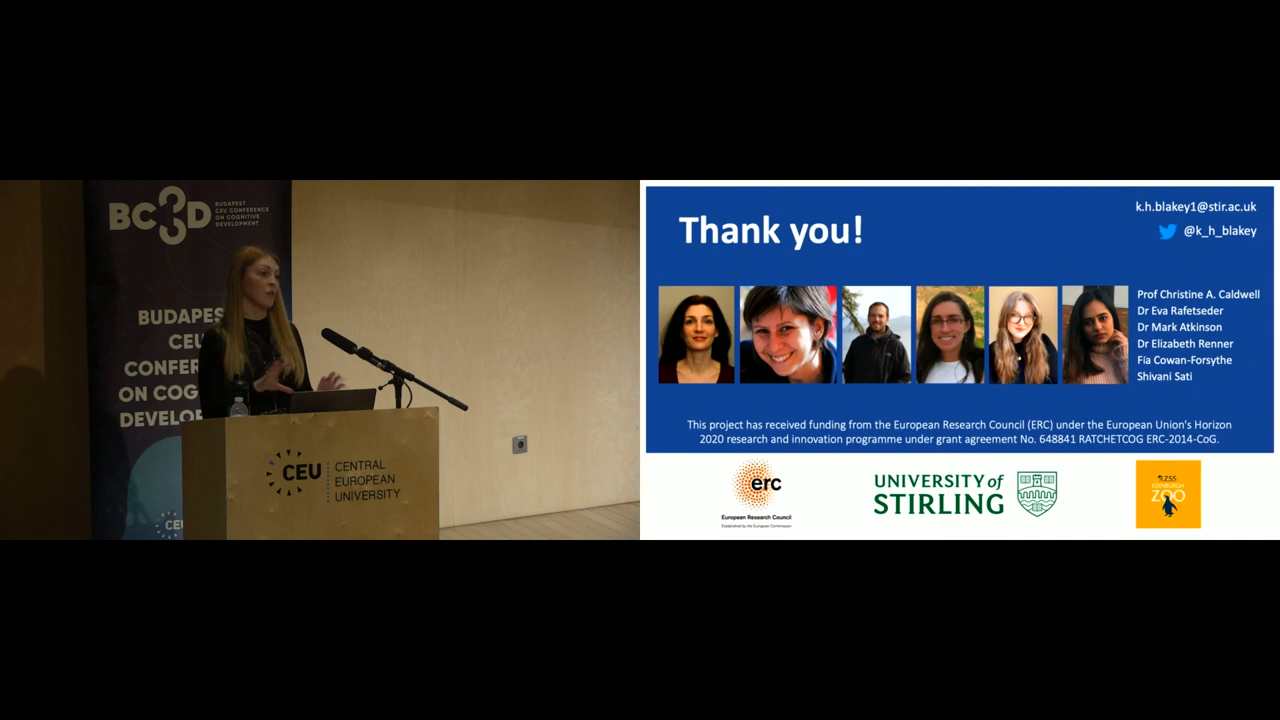 BC3D
BUDAPEST
CEU CONFERENCE
ON COGNITIVE
DEVELOPMENT
BUDAPES
CEU
CONFER
ON COG
DEVELO
CEU
CEU
CENTRAL
EUROPEAN
UNIVERSITY
Thank you!
k.h.blakey1@stir.ac.uk
@k_h_blakey
Prof Christine A. Caldwell
Dr Eva Rafetseder
Dr Mark Atkinson
Dr Elizabeth Renner
Fía Cowan-Forsythe
Shivani Sati
This project has received funding from the European Research Council (ERC) under the European Union's Horizon
2020 research and innovation programme under grant agreement No. 648841 RATCHETCOG ERC-2014-CoG.
erc
European Research Council
Established by the European Commission
UNIVERSITY of
STIRLING
RZSS
EDINBURGH
ZOO